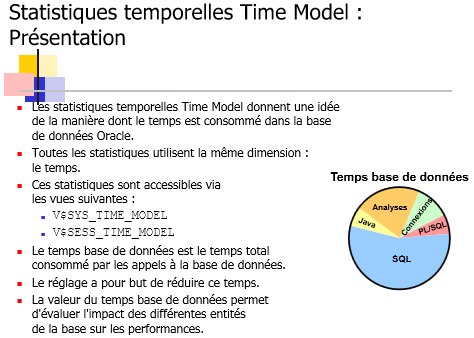 Statistiques temporelles Time Model :
Présentation
Les statistiques temporelles Time Model donnent une idée
de la manière dont le temps est consommé dans la base
de données Oracle.
Toutes les statistiques utilisent la même dimension :
le temps.
Ces statistiques sont accessibles via
les vues suivantes :
V$SYS_TIME_MODEL
V$SESS_TIME_MODEL
Le temps base de données est le temps total
consommé par les appels à la base de données.
Le réglage a pour but de réduire ce temps.
La valeur du temps base de données permet
d'évaluer l'impact des différentes entités
de la base sur les performances.
Temps base de données
Analyses
Connexions
Java
PL/SQL
SQL